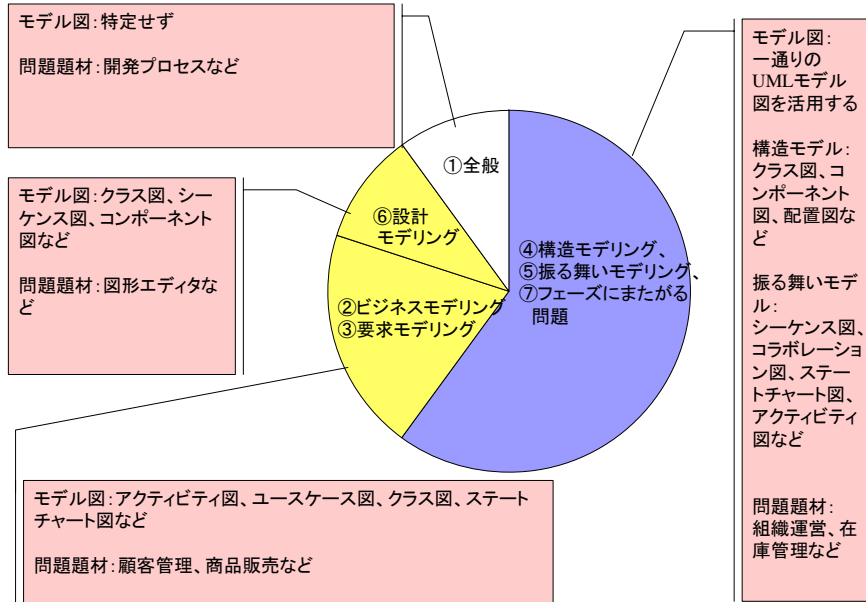 モデル図：特定せず
問題題材：開発プロセスなど
①全般
モデル図：クラス図、シー
ケンス図、コンポーネント
図など
問題題材：図形エディタな
ど
⑥設計
モデリング
②ビジネスモデリング
③要求モデリング
④構造モデリング、
⑤振る舞いモデリング、
⑦フェーズにまたがる
問題
モデル図：
一通りの
UMLモデル
図を活用する
構造モデル：
クラス図、コ
ンポーネント
図、配置図な
ど
振る舞いモデ
ル：
シーケンス図、
コラボレーショ
ン図、ステー
トチャート図、
アクティビティ
図など
問題題材：
組織運営、在
庫管理など
モデル図：アクティビティ図、ユースケース図、クラス図、ステート
チャート図など
問題題材：顧客管理、商品販売など